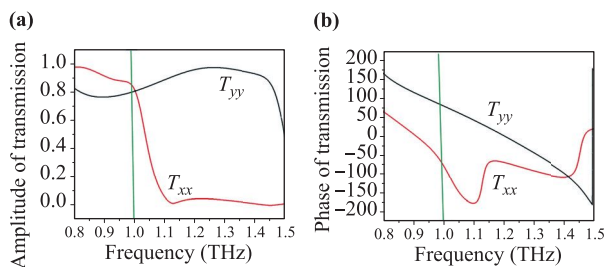 (a)
Amplitude of transmission
1.0
0.8
0.6
0.4
0.2
0.0
T_yy
T_xx
0.8 0.9 1.0 1.1 1.2 1.3 1.4 1.5
Frequency (THz)
(b)
Phase of transmission
200
150
100
50
0
−50
−100
−150
−200
T_yy
T_xx
0.8 0.9 1.0 1.1 1.2 1.3 1.4 1.5
Frequency (THz)